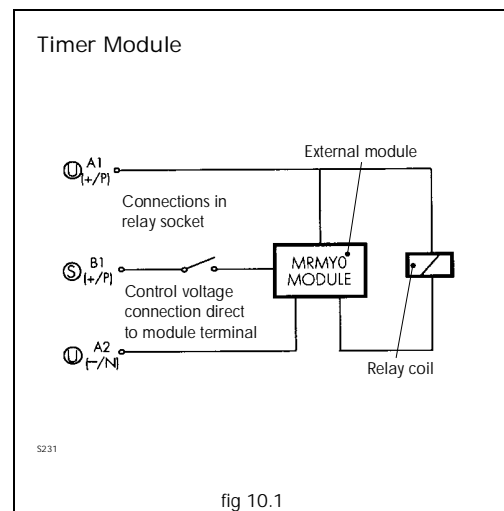 Timer Module
External module
U A1
(+/P)
Connections in
relay socket
S B1
(+/P)
MRMY0
MODULE
Control voltage
connection direct
to module terminal
U A2
(–/N)
Relay coil
S231
fig 10.1